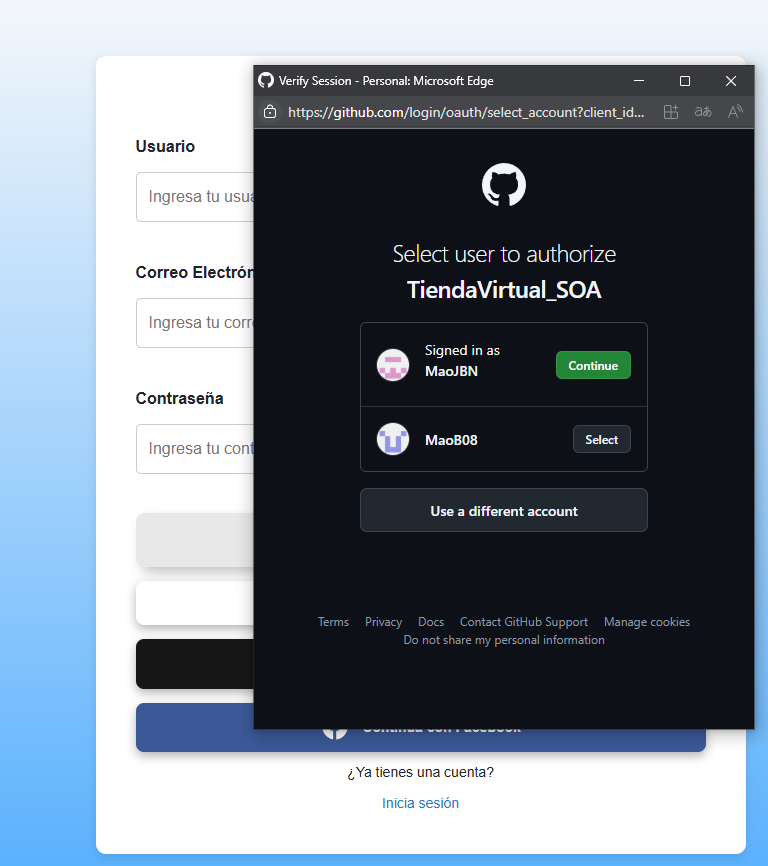 Verify Session - Personal: Microsoft Edge
https://github.com/login/oauth/select_account?client_id...
Usuario
Ingresa tu usua
Correo Electrón
Ingresa tu corre
Contraseña
Ingresa tu cont
Select user to authorize
TiendaVirtual_SOA
Signed in as
MaoJBN
Continue
MaoB08
Select
Use a different account
Terms Privacy Docs Contact GitHub Support Manage cookies
Do not share my personal information
Continua con Facebook
¿Ya tienes una cuenta?
Inicia sesión